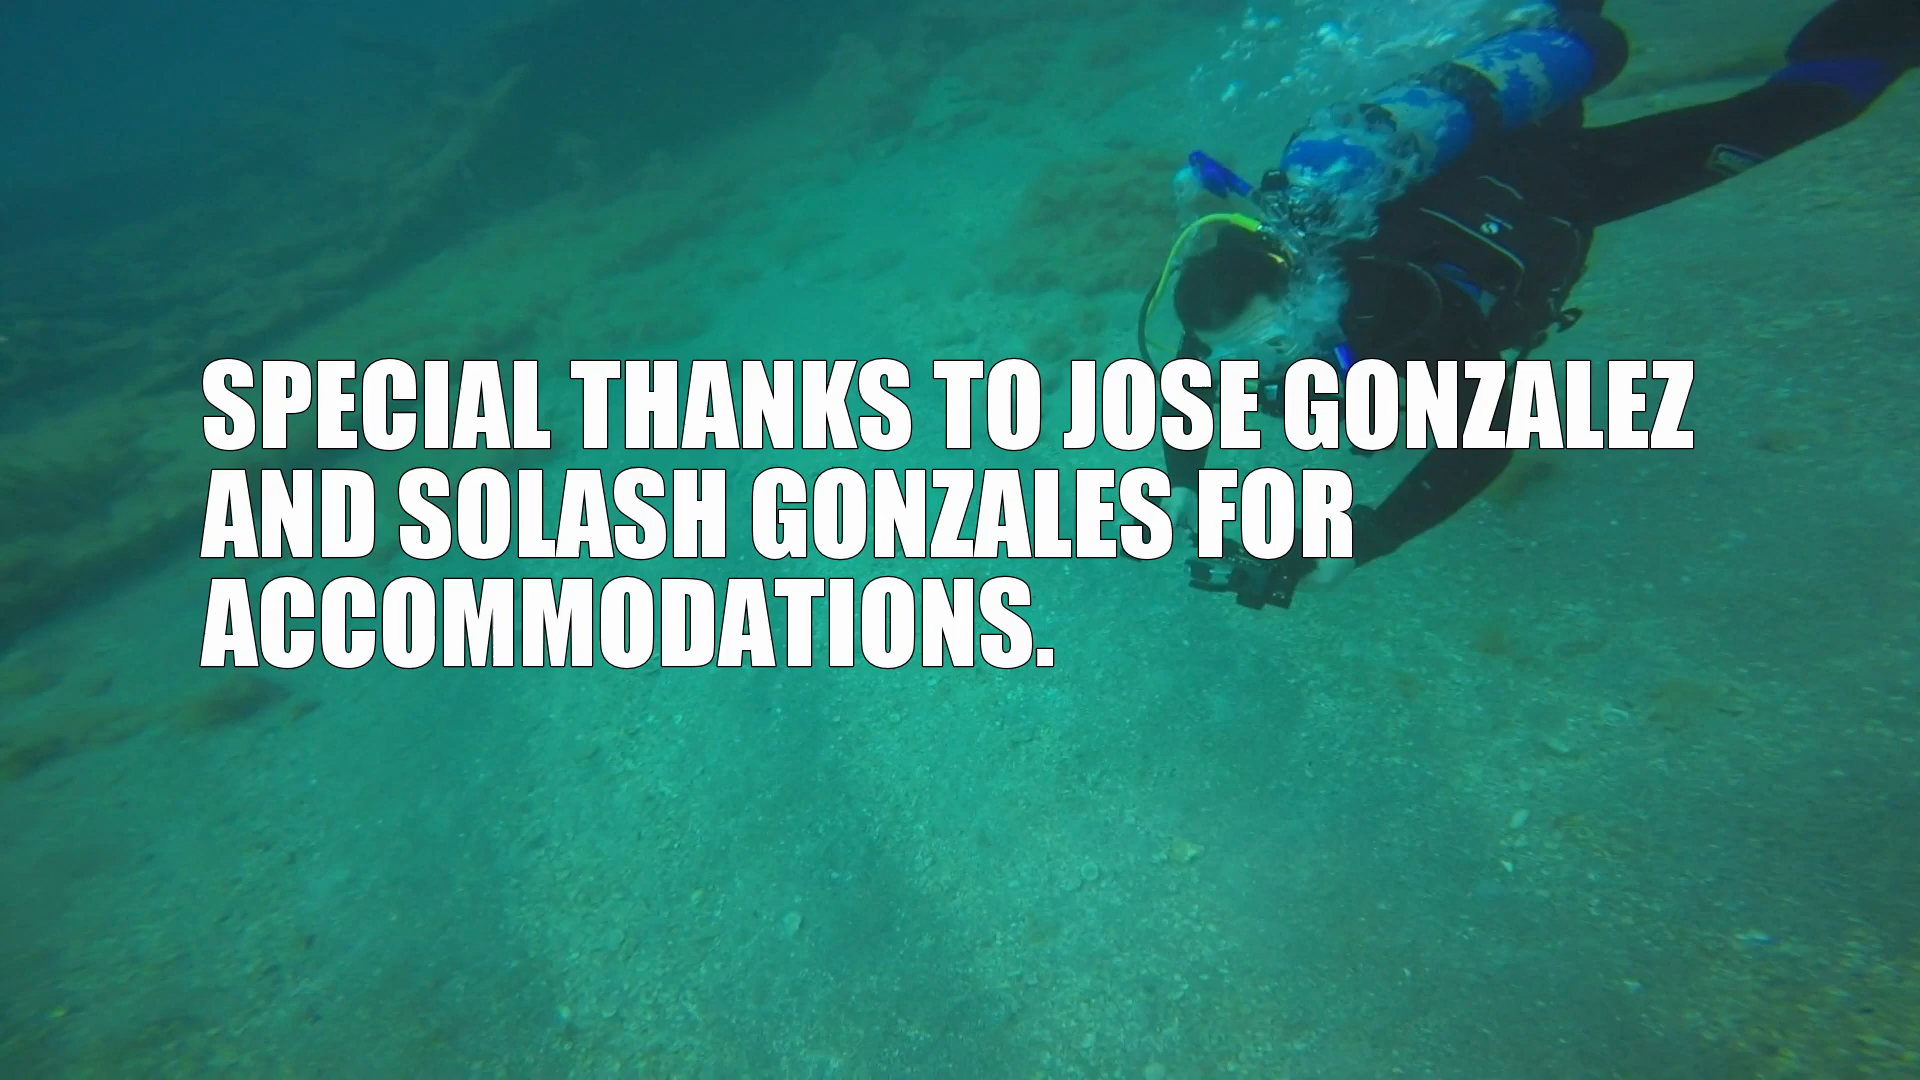 SPECIAL THANKS TO JOSE GONZALEZ
AND SOLASH GONZALES FOR
ACCOMMODATIONS.